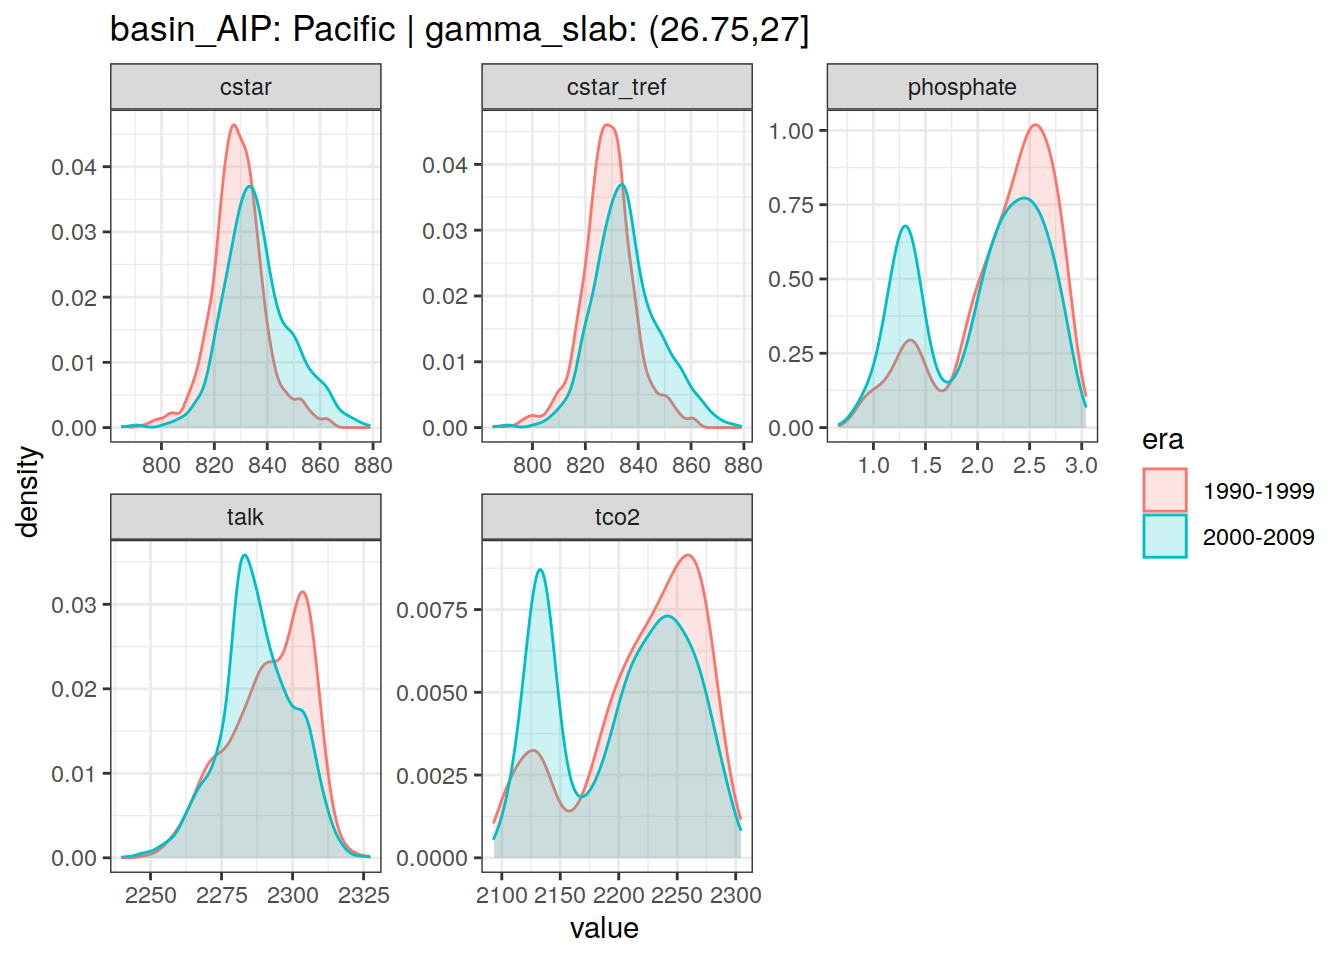 basin_AIP: Pacific | gamma_slab: (26.75,27]
cstar
cstar_tref
phosphate
0.04
0.03
0.02
0.01
0.00
800 820 840 860 880
0.04
0.03
0.02
0.01
0.00
800 820 840 860 880
1.00
0.75
0.50
0.25
0.00
1.0 1.5 2.0 2.5 3.0
density
talk
tco2
0.03
0.02
0.01
0.00
2250 2275 2300 2325
0.0075
0.0050
0.0025
0.0000
2100 2150 2200 2250 2300
value
era
1990-1999
2000-2009